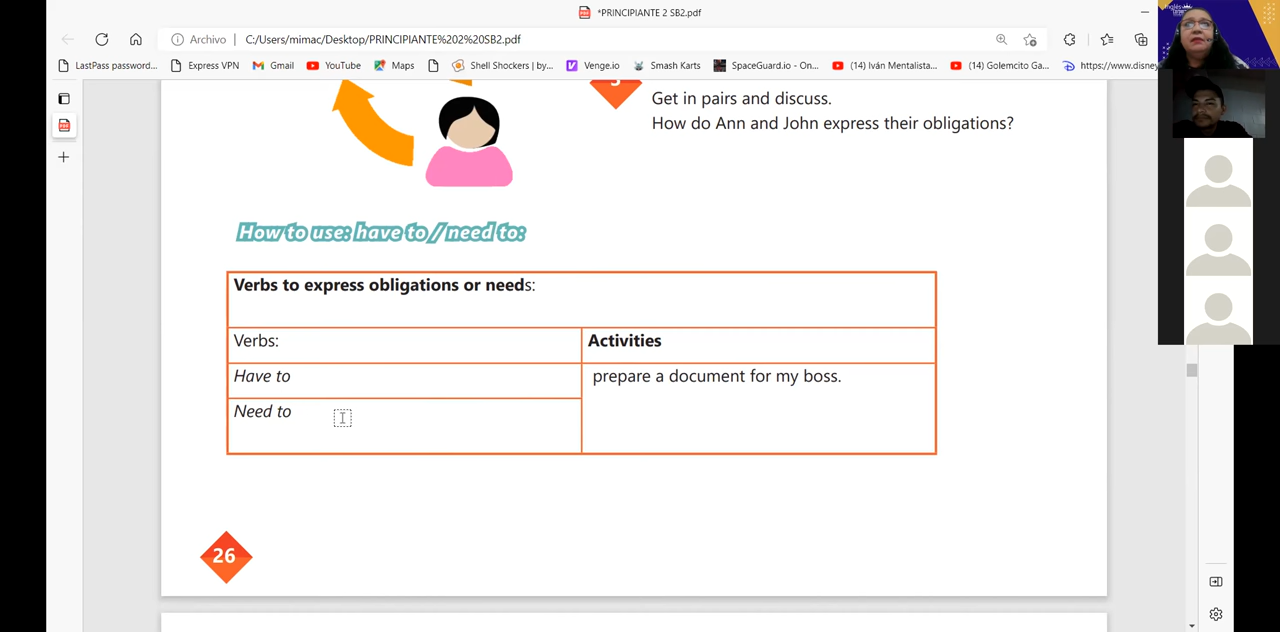 *PRINCIPIANTE 2 SB2.pdf
Archivo C:/Users/mimac/Desktop/PRINCIPIANTE%202%20SB2.pdf
LastPass password... Express VPN Gmail YouTube Maps Shell Shockers | by... Venge.io Smash Karts SpaceGuard.io - On... (14) Iván Mentalista... (14) Golemcito Ga... https://www.disney
Get in pairs and discuss.
How do Ann and John express their obligations?
How to use: have to / need to:
Verbs to express obligations or needs:
Verbs: Activities
Have to prepare a document for my boss.
Need to
26